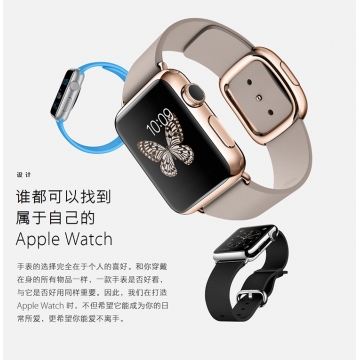 10:09
设计
谁都可以找到
属于自己的
Apple Watch
手表的选择完全在于个人的喜好。和你穿戴
在身的所有物品一样，一款手表是否好看、
与它是否好用同样重要。因此，我们在打造
Apple Watch 时，不但希望它能成为你的日
常所爱，更希望你能爱不离手。